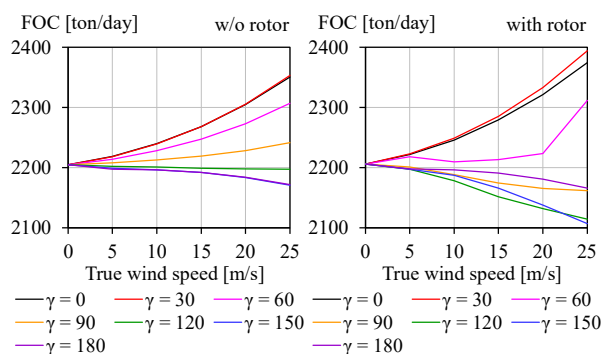 FOC [ton/day] w/o rotor
2400
2300
2200
2100
0 5 10 15 20 25
True wind speed [m/s]
γ = 0 γ = 30 γ = 60
γ = 90 γ = 120 γ = 150
γ = 180
FOC [ton/day] with rotor
2400
2300
2200
2100
0 5 10 15 20 25
True wind speed [m/s]
γ = 0 γ = 30 γ = 60
γ = 90 γ = 120 γ = 150
γ = 180